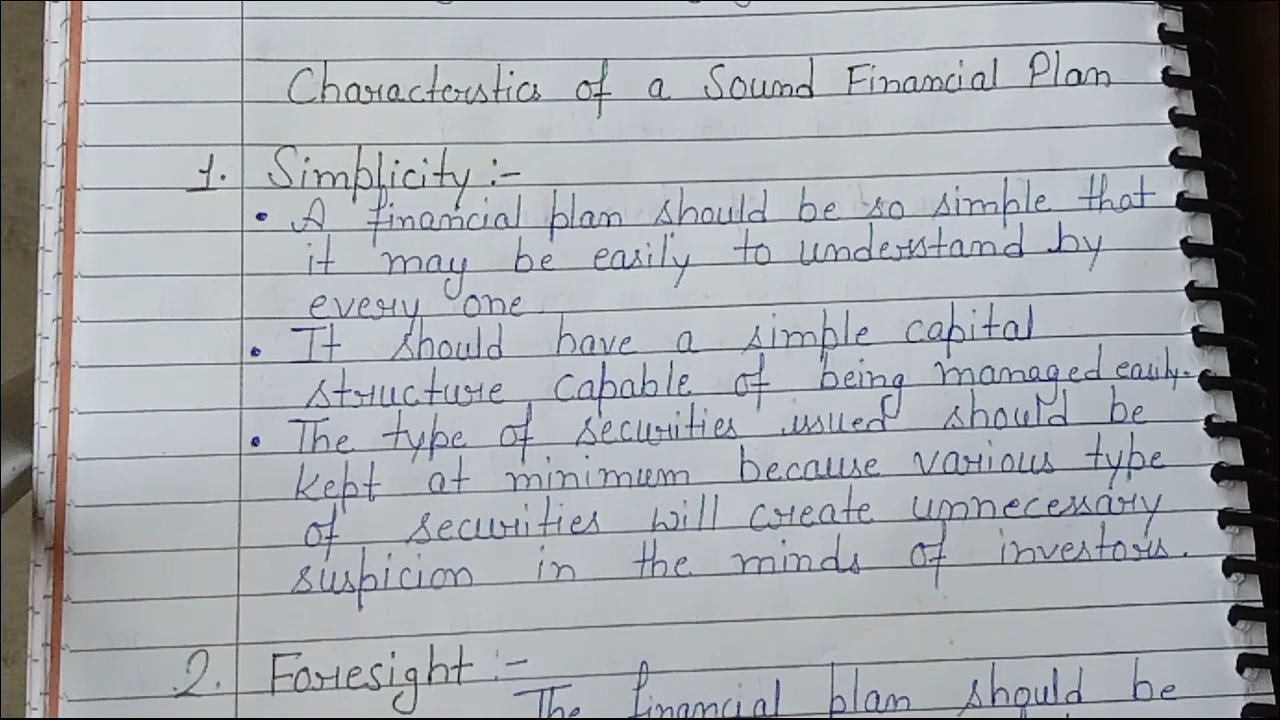 Characterstics of a Sound Financial Plan
1. Simplicity :-
• A financial plan should be so simple that
it may be easily to understand by
every one
• It should have a simple capital
structure capable of being managed easily.
• The type of securities issued should be
kept at minimum because various type
of securities will create unnecessary
suspicion in the minds of investors.
2. Foresight :-
The financial plan should be